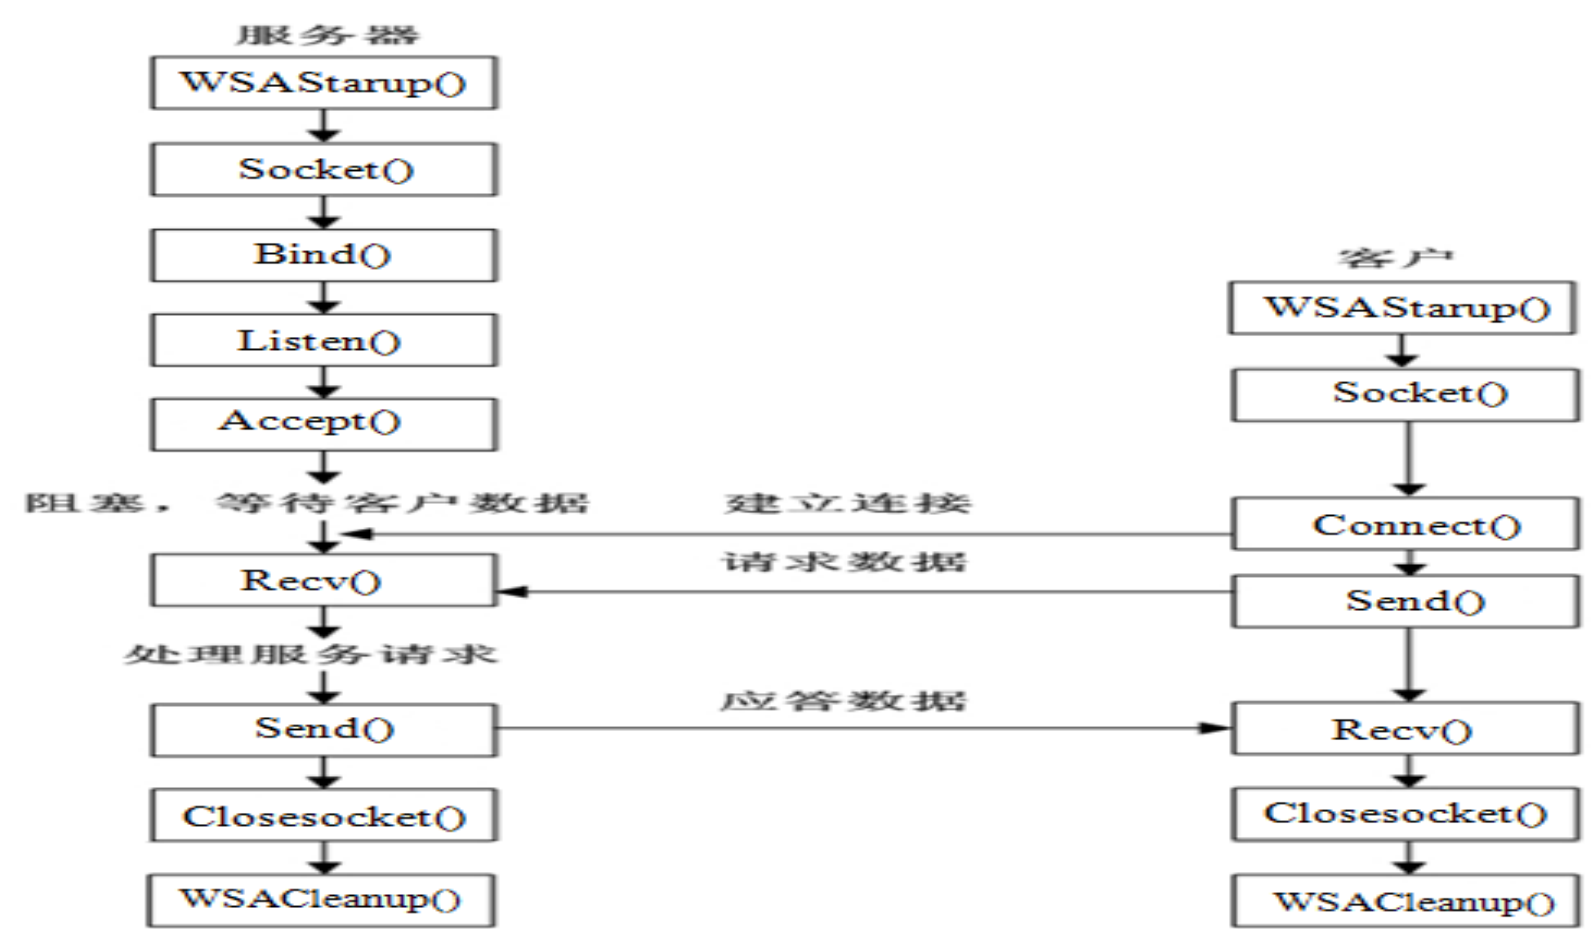 服务器
WSAStarup()
Socket()
Bind()
Listen()
Accept()
阻塞，等待客户数据
Recv()
处理服务请求
Send()
Closesocket()
WSACleanup()
建立连接
请求数据
应答数据
客户
WSAStarup()
Socket()
Connect()
Send()
Recv()
Closesocket()
WSACleanup()